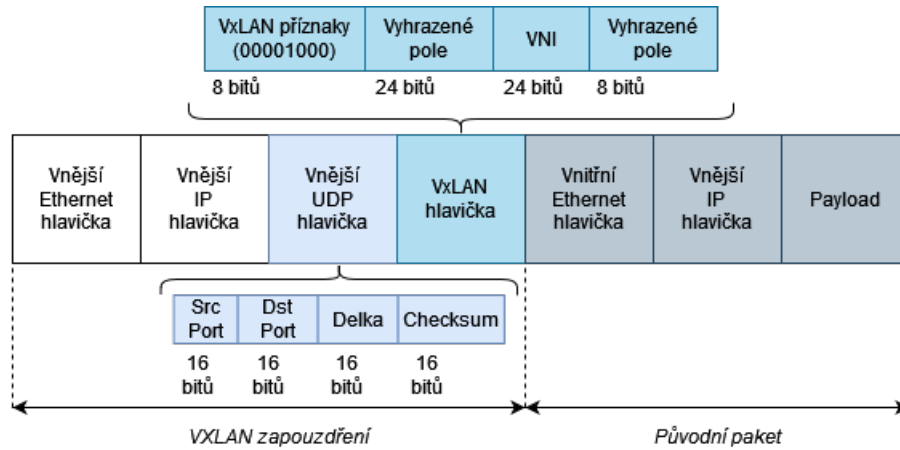 VxLAN příznaky
(00001000)
Vyhrazené
pole
VNI
Vyhrazené
pole
8 bitů
24 bitů
24 bitů
8 bitů
Vnější
Ethernet
hlavička
Vnější
IP
hlavička
Vnější
UDP
hlavička
VxLAN
hlavička
Vnitřní
Ethernet
hlavička
Vnější
IP
hlavička
Payload
Src
Port
Dst
Port
Delka
Checksum
16
bitů
16
bitů
16
bitů
16
bitů
VXLAN zapouzdření
Původní paket